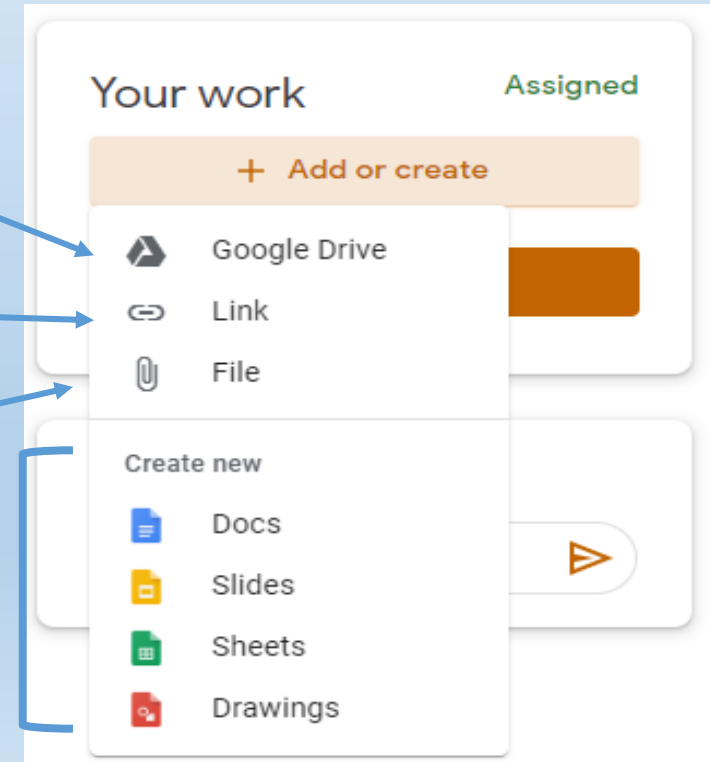 Your work
Assigned
+ Add or create
Google Drive
Link
File
Create new
Docs
Slides
Sheets
Drawings